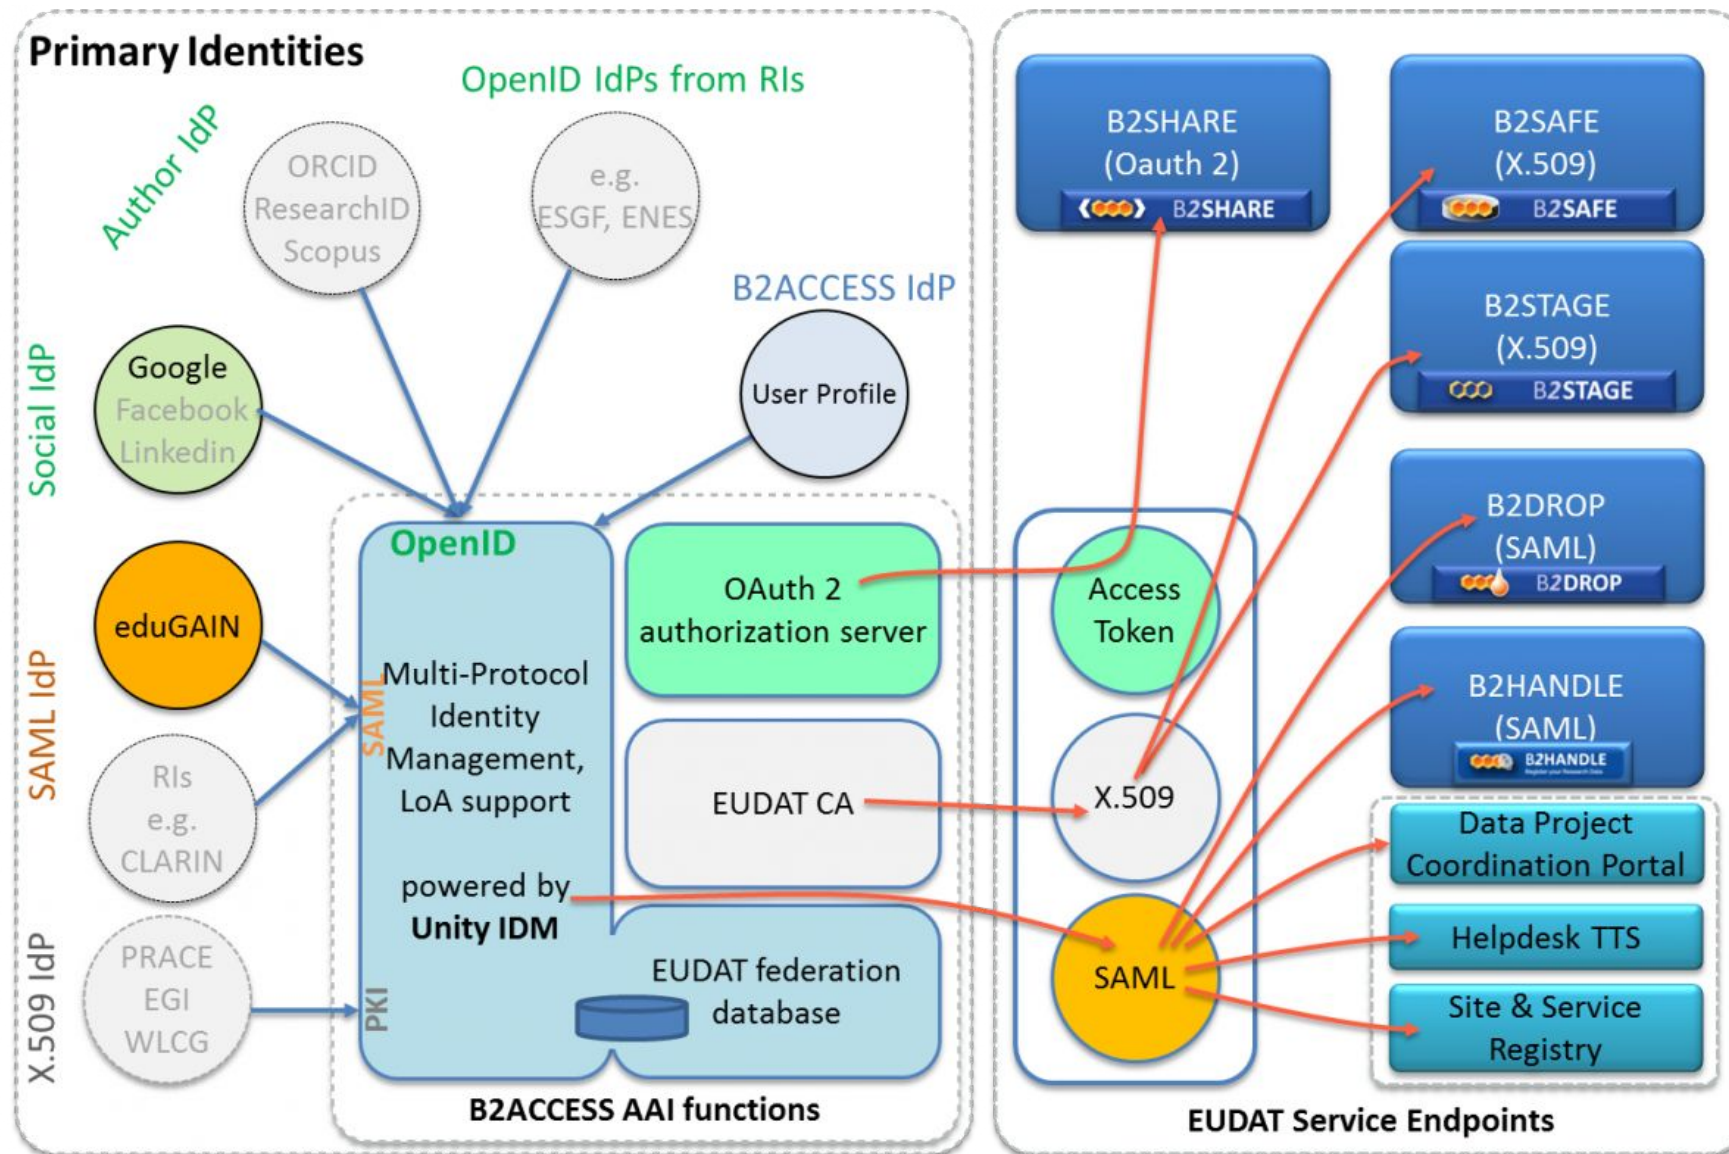 Primary Identities
OpenID IdPs from RIs
Author IdP
ORCID
ResearchID
Scopus
e.g.
ESGF, ENES
B2ACCESS IdP
User Profile
Social IdP
Google
Facebook
Linkedin
SAML IdP
eduGAIN
RIs
e.g.
CLARIN
X.509 IdP
PRACE
EGI
WLCG
OpenID
SAML
PKI
Multi-Protocol
Identity
Management,
LoA support
powered by
Unity IDM
OAuth 2
authorization server
EUDAT CA
EUDAT federation
database
B2ACCESS AAI functions
B2SHARE
(Oauth 2)
B2SHARE
B2SAFE
(X.509)
B2SAFE
B2STAGE
(X.509)
B2STAGE
B2DROP
(SAML)
B2DROP
B2HANDLE
(SAML)
B2HANDLE
Register your Research Data
Access
Token
X.509
SAML
Data Project
Coordination Portal
Helpdesk TTS
Site & Service
Registry
EUDAT Service Endpoints